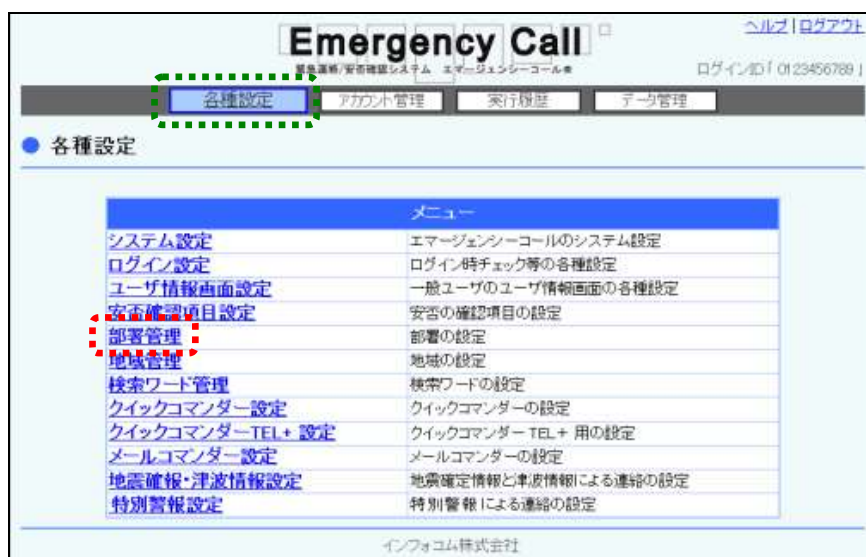 ヘルプ|ログアウト
Emergency Call
緊急連絡/安否確認システム エマージェンシーコール®
ログインID「0123456789」
各種設定 アカウント管理 実行履歴 データ管理
各種設定
メニュー
システム設定 エマージェンシーコールのシステム設定
ログイン設定 ログイン時チェック等の各種設定
ユーザ情報画面設定 一般ユーザのユーザ情報画面の各種設定
安否確認項目設定 安否の確認項目の設定
部署管理 部署の設定
地域管理 地域の設定
検索ワード管理 検索ワードの設定
クイックコマンダー設定 クイックコマンダーの設定
クイックコマンダーTEL+ 設定 クイックコマンダー TEL+ 用の設定
メールコマンダー設定 メールコマンダーの設定
地震確報・津波情報設定 地震確定情報と津波情報による連絡の設定
特別警報設定 特別警報による連絡の設定
インフォコム株式会社